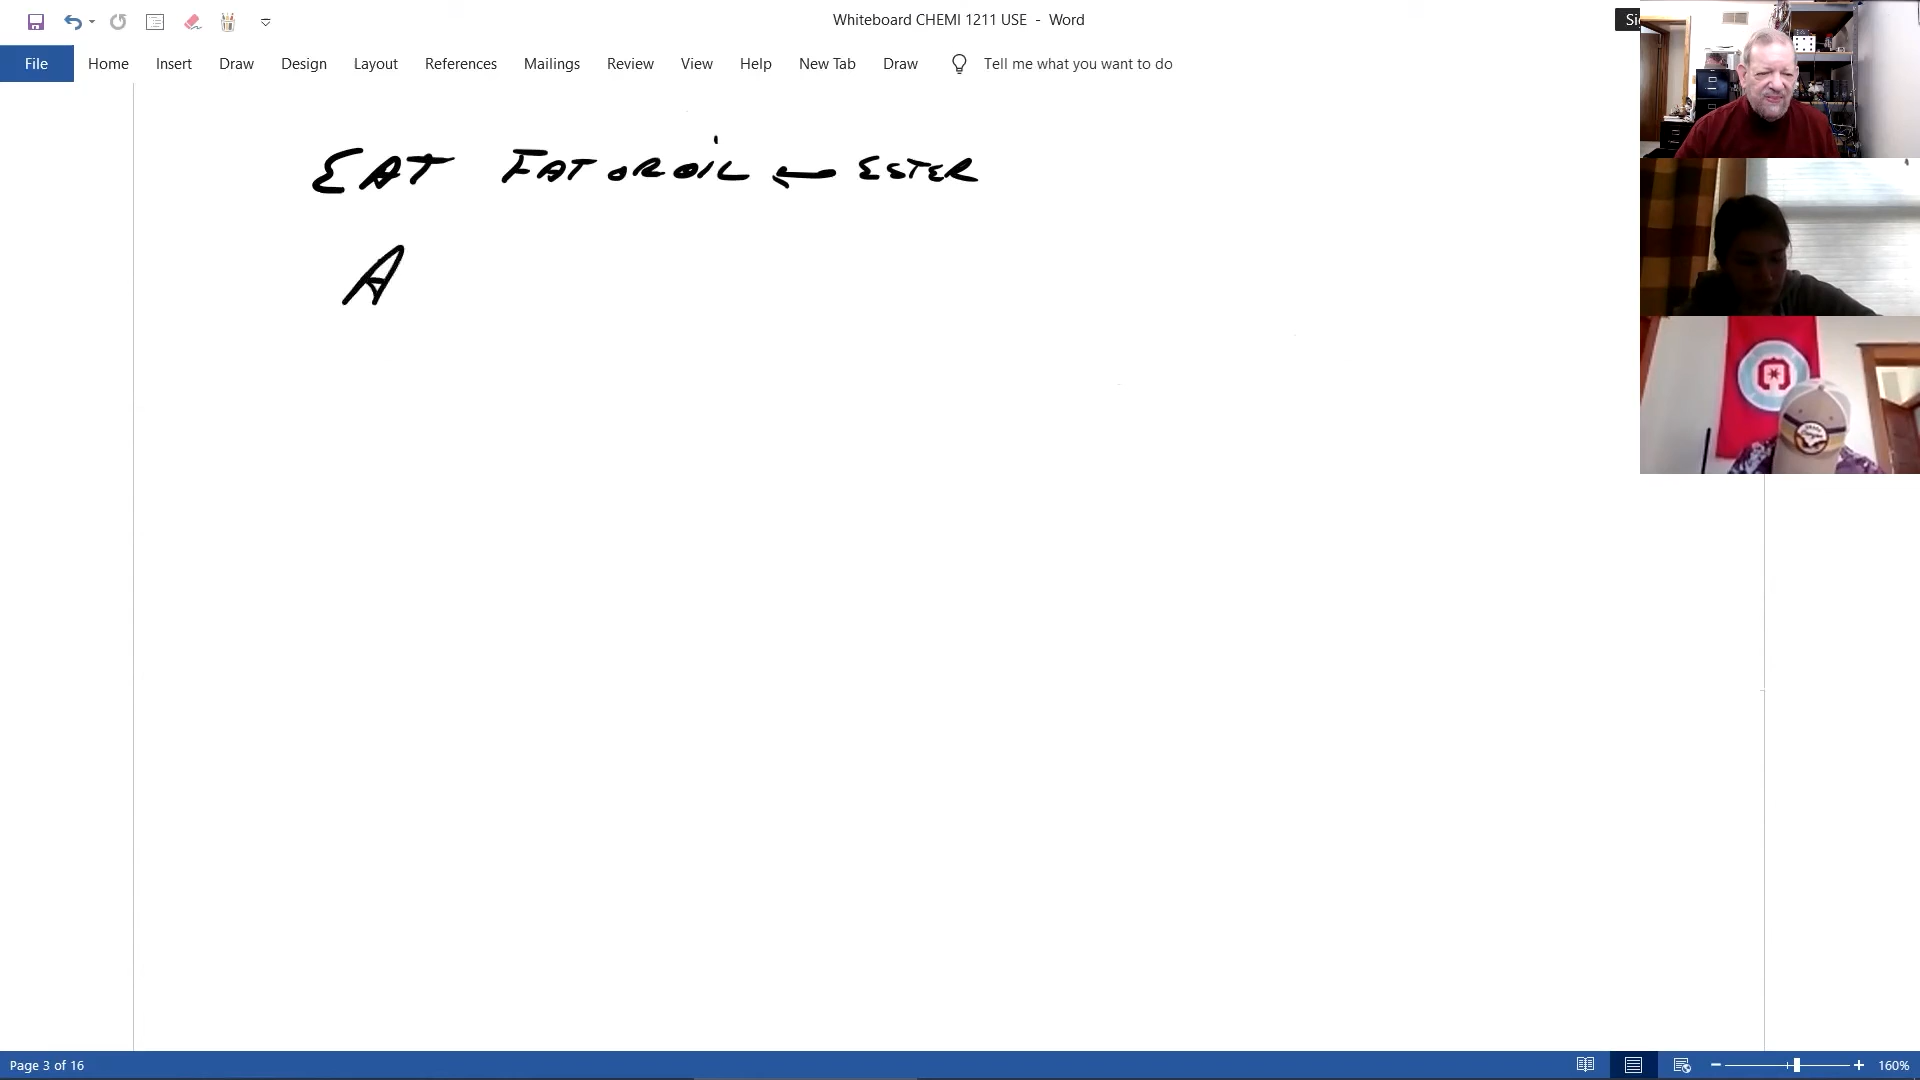 Whiteboard CHEMI 1211 USE - Word
File Home Insert Draw Design Layout References Mailings Review View Help New Tab Draw Tell me what you want to do
EAT FAT OR OIL ← ESTER
A
Page 3 of 16
160%